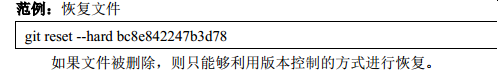 范例：恢复文件
git reset --hard bc8e842247b3d78
如果文件被删除，则只能够利用版本控制的方式进行恢复。